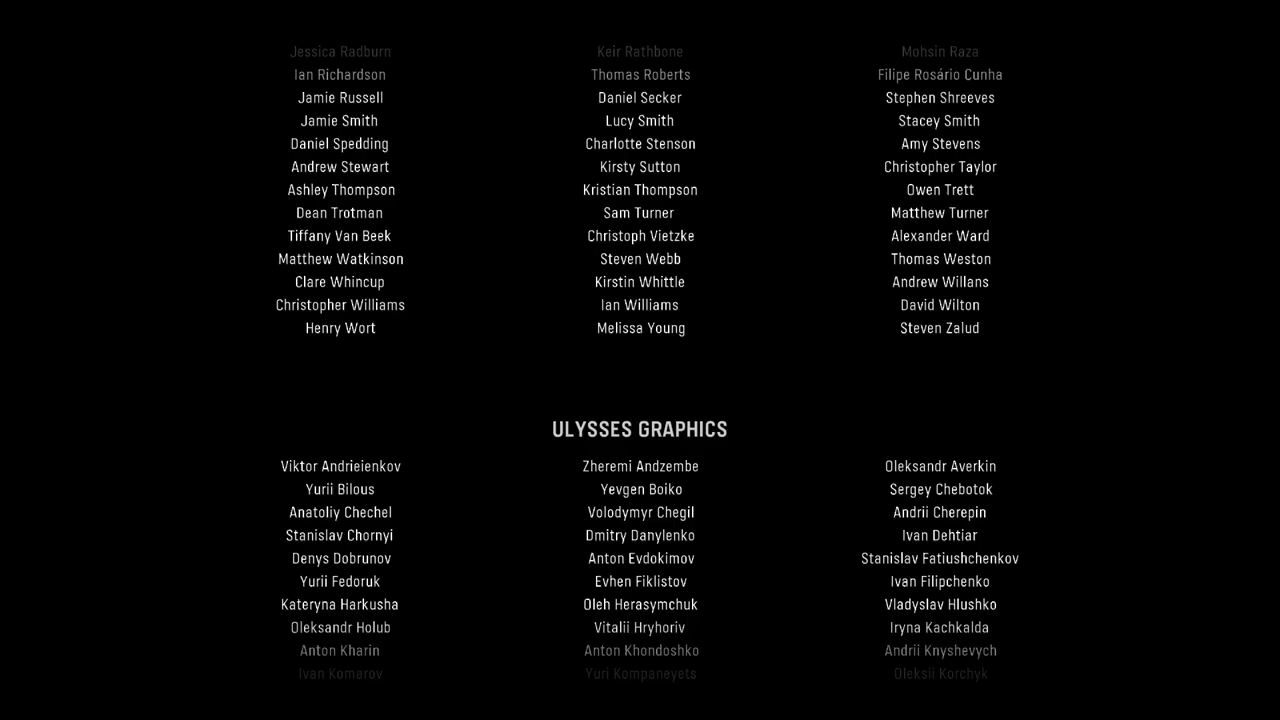 Jessica Radburn Keir Rathbone Mohsin Raza
Ian Richardson Thomas Roberts Filipe Rosário Cunha
Jamie Russell Daniel Secker Stephen Shreeves
Jamie Smith Lucy Smith Stacey Smith
Daniel Spedding Charlotte Stenson Amy Stevens
Andrew Stewart Kirsty Sutton Christopher Taylor
Ashley Thompson Kristian Thompson Owen Trett
Dean Trotman Sam Turner Matthew Turner
Tiffany Van Beek Christoph Vietzke Alexander Ward
Matthew Watkinson Steven Webb Thomas Weston
Clare Whincup Kirstin Whittle Andrew Willans
Christopher Williams Ian Williams David Wilton
Henry Wort Melissa Young Steven Zalud
ULYSSES GRAPHICS
Viktor Andrieienkov Zheremi Andzembe Oleksandr Averkin
Yurii Bilous Yevgen Boiko Sergey Chebotok
Anatoliy Chechel Volodymyr Chegil Andrii Cherepin
Stanislav Chornyi Dmitry Danylenko Ivan Dehtiar
Denys Dobrunov Anton Evdokimov Stanislav Fatiushchenkov
Yurii Fedoruk Evhen Fiklistov Ivan Filipchenko
Kateryna Harkusha Oleh Herasymchuk Vladyslav Hlushko
Oleksandr Holub Vitalii Hryhoriv Iryna Kachkalda
Anton Kharin Anton Khondoshko Andrii Knyshevych
Ivan Komarov Yuri Kompaneyets Oleksii Korchyk